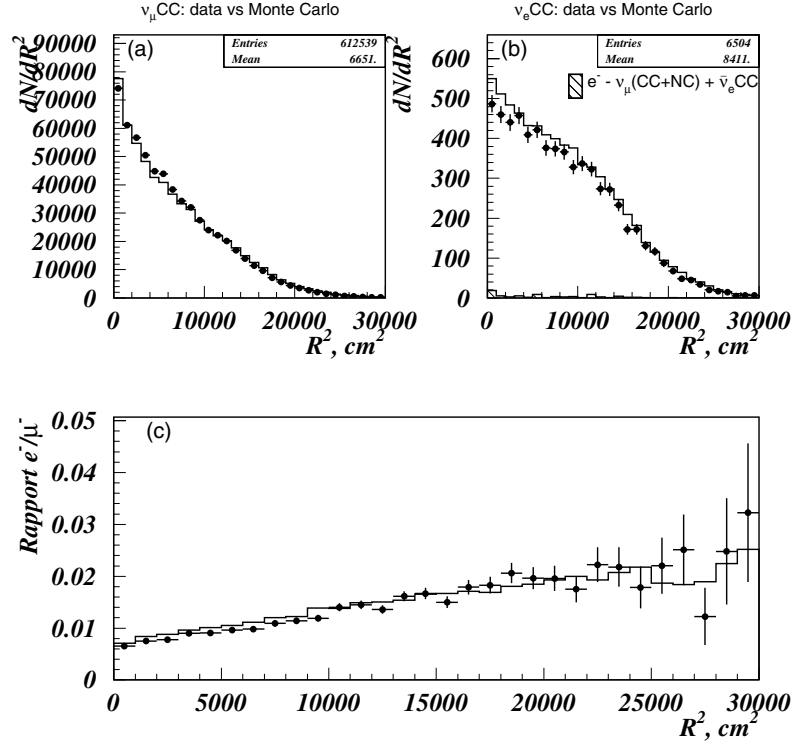 ν_μCC: data vs Monte Carlo
dN/dR²
90000
80000
70000
60000
50000
40000
30000
20000
10000
0
(a)
Entries 612539
Mean 6651.
0 10000 20000 30000
R², cm²
ν_eCC: data vs Monte Carlo
dN/dR²
600
500
400
300
200
100
0
(b)
Entries 6504
Mean 8411.
e⁻ - ν_μ(CC+NC) + ν̄_eCC
0 10000 20000 30000
R², cm²
Rapport e⁻/μ⁻
0.05
0.04
0.03
0.02
0.01
0
(c)
0 5000 10000 15000 20000 25000 30000
R², cm²